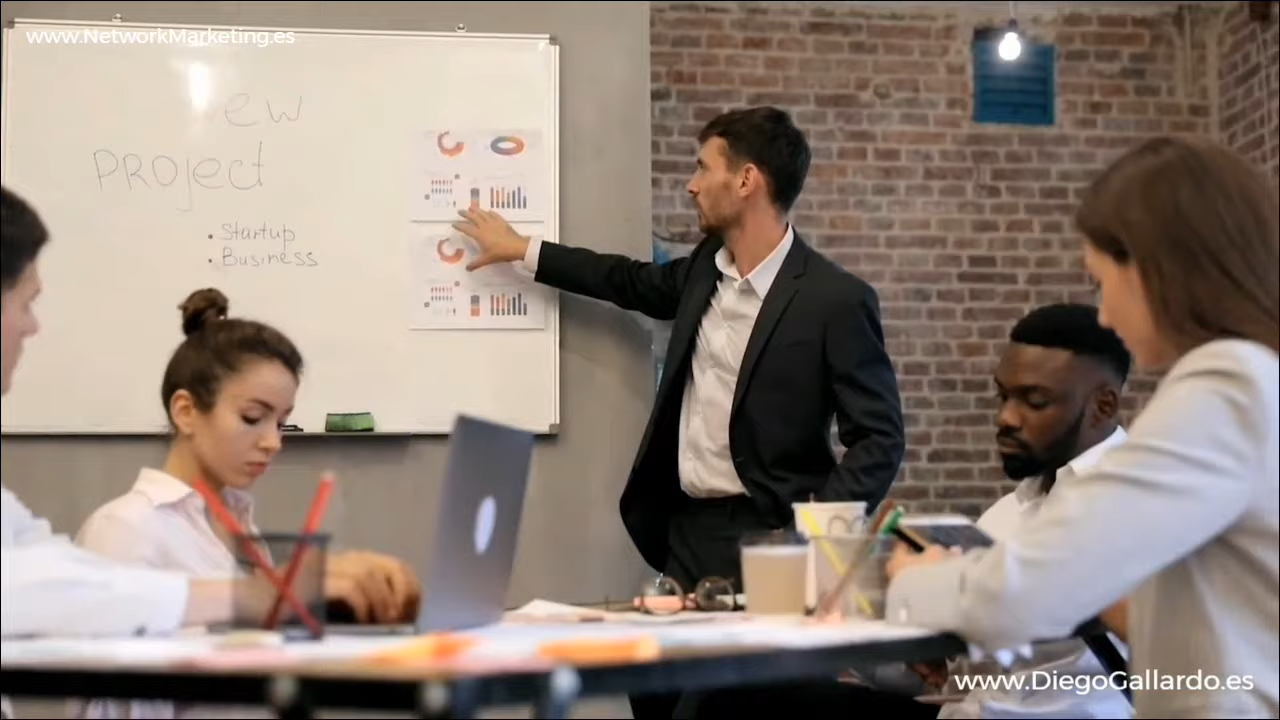 www.NetworkMarketing.es
ew
PROject
• Startup
• Business
www.DiegoGallardo.es